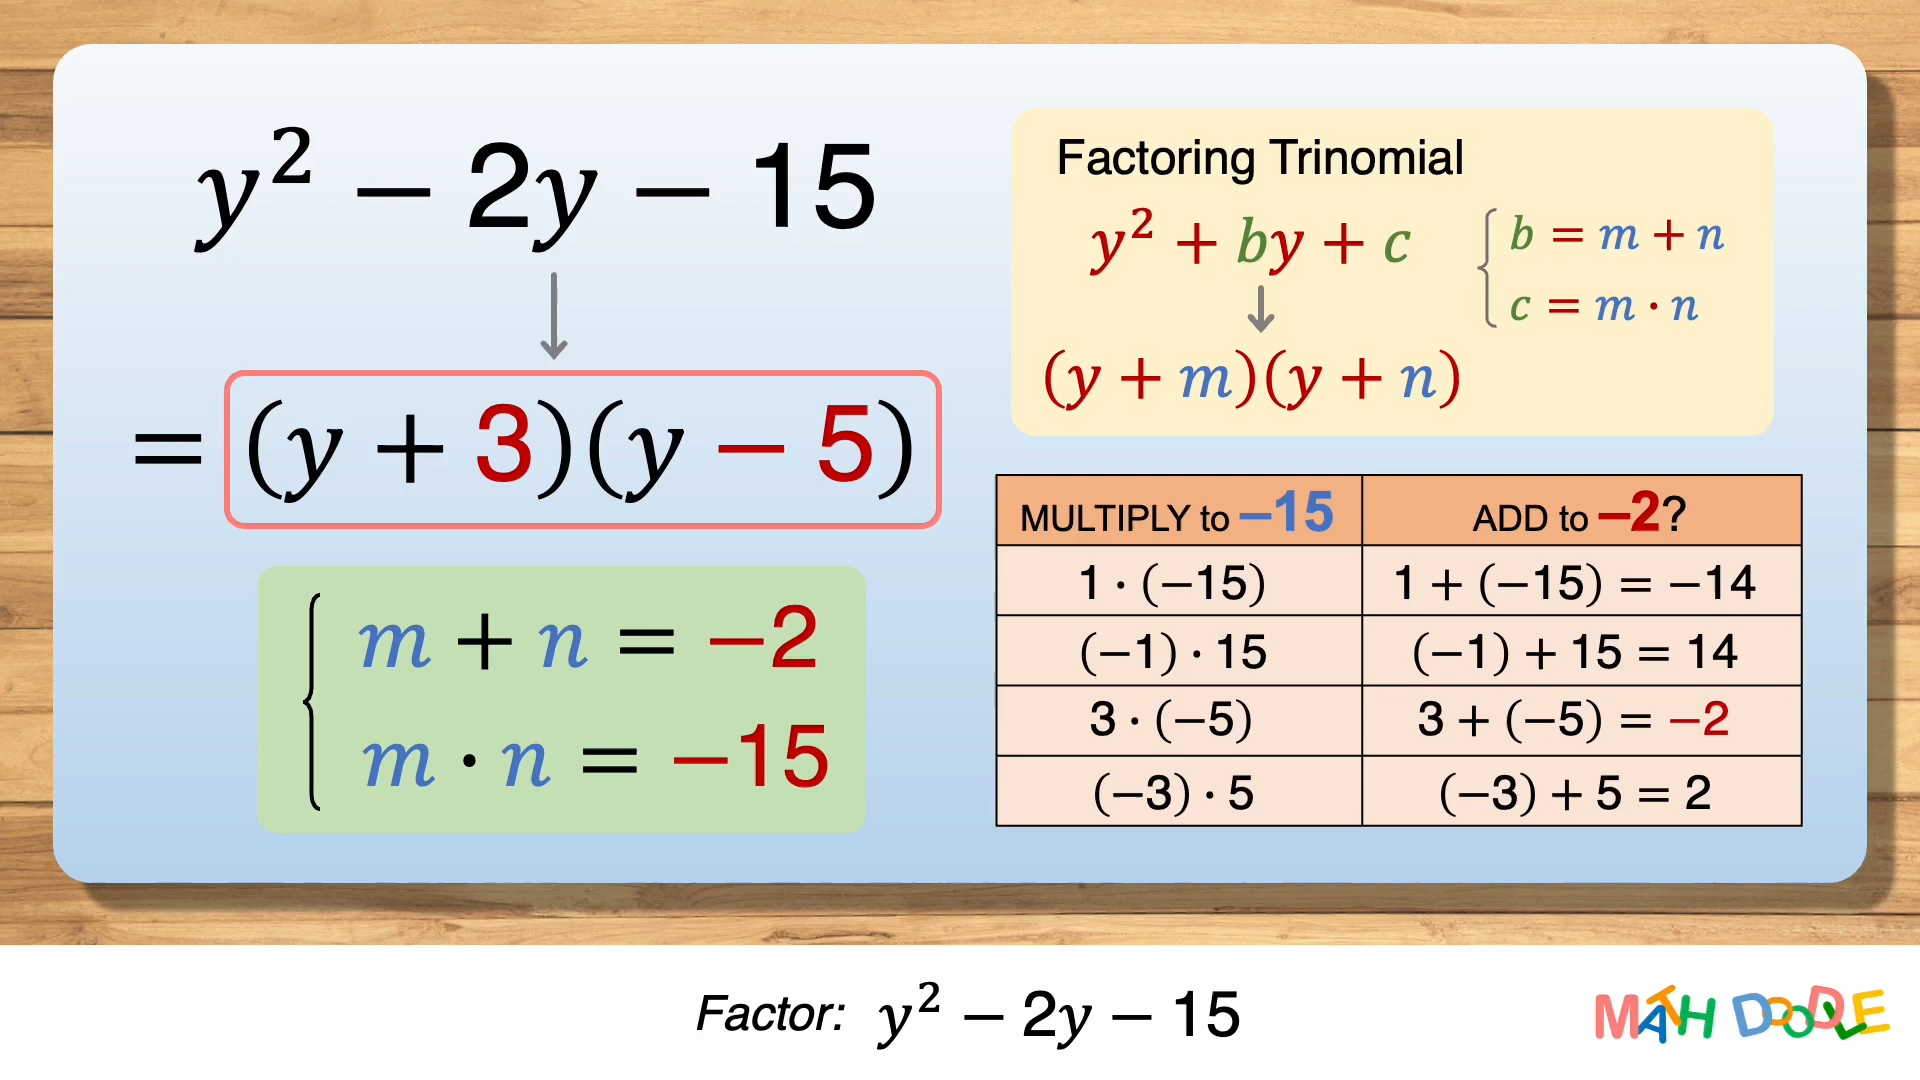 y² − 2y − 15
= (y + 3)(y − 5)
m + n = −2
m · n = −15
Factoring Trinomial
y² + by + c
b = m + n
c = m · n
(y + m)(y + n)
MULTIPLY to −15 ADD to −2?
1 · (−15) 1 + (−15) = −14
(−1) · 15 (−1) + 15 = 14
3 · (−5) 3 + (−5) = −2
(−3) · 5 (−3) + 5 = 2
Factor: y² − 2y − 15
MATH DOODLE